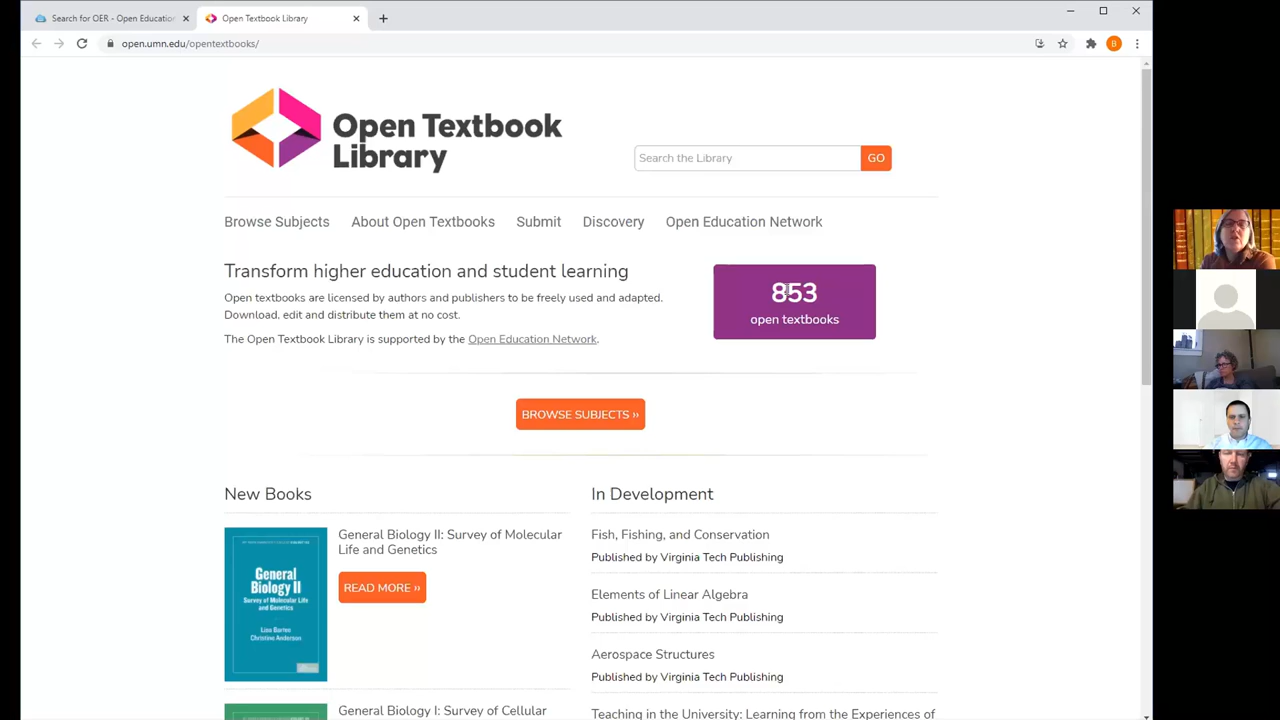 Search for OER - Open Educatio
Open Textbook Library
open.umn.edu/opentextbooks/
B
Open Textbook
Library
Search the Library
GO
Browse Subjects
About Open Textbooks
Submit
Discovery
Open Education Network
Transform higher education and student learning
Open textbooks are licensed by authors and publishers to be freely used and adapted.
Download, edit and distribute them at no cost.
The Open Textbook Library is supported by the Open Education Network.
853
open textbooks
BROWSE SUBJECTS ››
New Books
General Biology II: Survey of Molecular
Life and Genetics
READ MORE ››
General
Biology II
Survey of Molecular
Life and Genetics
Lisa Bartee
Christine Anderson
General Biology I: Survey of Cellular
In Development
Fish, Fishing, and Conservation
Published by Virginia Tech Publishing
Elements of Linear Algebra
Published by Virginia Tech Publishing
Aerospace Structures
Published by Virginia Tech Publishing
Teaching in the University: Learning from the Experiences of